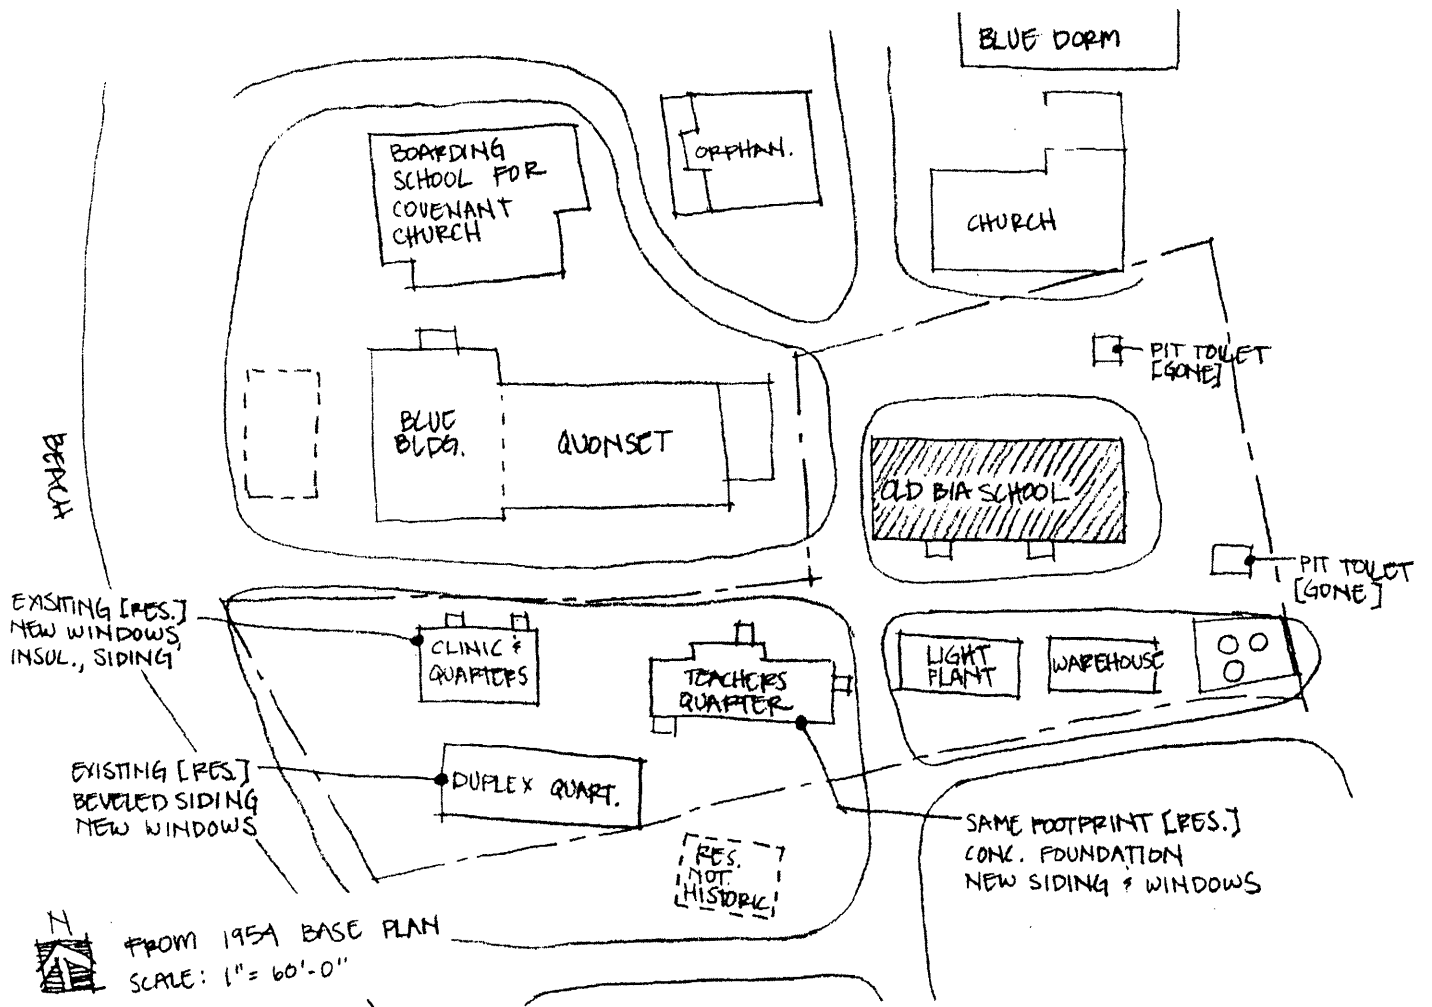 BLUE DORM
BOARDING
SCHOOL FOR
COVENANT
CHURCH
ORPHAN.
CHURCH
PIT TOILET
[GONE]
BLUE
BLDG.
QUONSET
OLD BIA SCHOOL
BEACH
PIT TOILET
[GONE]
EXISITING [RES.]
NEW WINDOWS,
INSUL., SIDING
CLINIC &
QUARTERS
TEACHERS
QUARTER
LIGHT
PLANT
WAREHOUSE
EXISTING [RES.]
BEVELED SIDING
NEW WINDOWS
DUPLEX QUART.
SAME FOOTPRINT [RES.]
CONC. FOUNDATION
NEW SIDING & WINDOWS
RES.
NOT
HISTORIC
N
FROM 1954 BASE PLAN
SCALE: 1" = 60'-0"